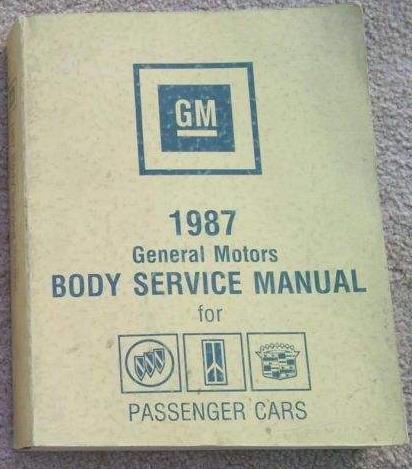 GM
1987
General Motors
BODY SERVICE MANUAL
for
PASSENGER CARS